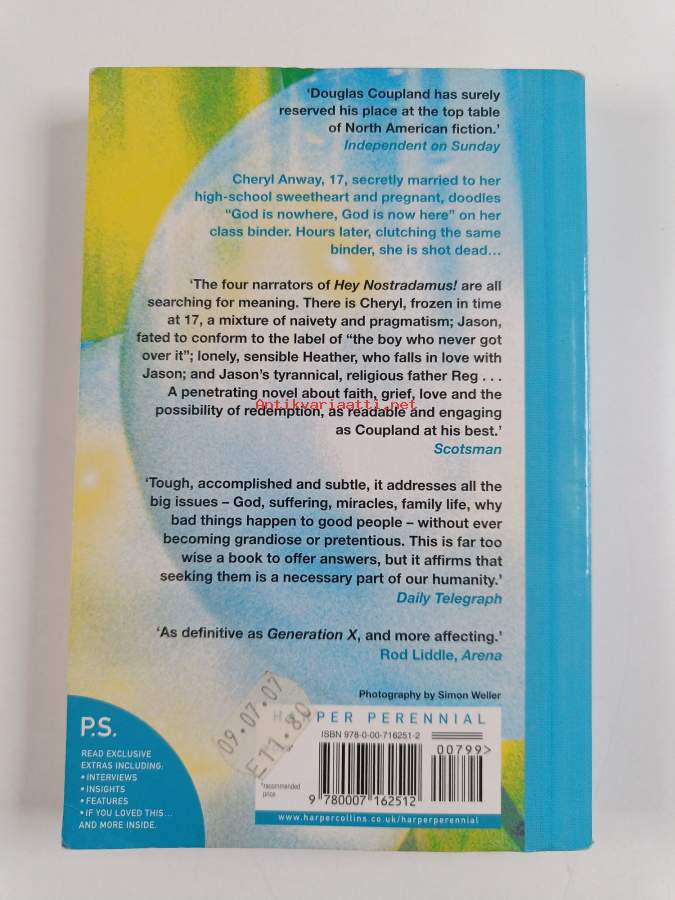 ‘Douglas Coupland has surely
reserved his place at the top table
of North American fiction.’
Independent on Sunday
Cheryl Anway, 17, secretly married to her
high-school sweetheart and pregnant, doodles
“God is nowhere, God is now here” on her
class binder. Hours later, clutching the same
binder, she is shot dead...
‘The four narrators of Hey Nostradamus! are all
searching for meaning. There is Cheryl, frozen in time
at 17, a mixture of naivety and pragmatism; Jason,
fated to conform to the label of “the boy who never got
over it”; lonely, sensible Heather, who falls in love with
Jason; and Jason’s tyrannical, religious father Reg . . .
A penetrating novel about faith, grief, love and the
Antikvariaatti.net
possibility of redemption, as readable and engaging
as Coupland at his best.’
Scotsman
‘Tough, accomplished and subtle, it addresses all the
big issues – God, suffering, miracles, family life, why
bad things happen to good people – without ever
becoming grandiose or pretentious. This is far too
wise a book to offer answers, but it affirms that
seeking them is a necessary part of our humanity.’
Daily Telegraph
‘As definitive as Generation X, and more affecting.’
Rod Liddle, Arena
Photography by Simon Weller
09.07.07
E11.80
HARPER PERENNIAL
ISBN 978-0-00-716251-2
00799>
*recommended
price
9 780007 162512
www.harpercollins.co.uk/harperperennial
P.S.
READ EXCLUSIVE
EXTRAS INCLUDING:
• INTERVIEWS
• INSIGHTS
• FEATURES
• IF YOU LOVED THIS...
AND MORE INSIDE.